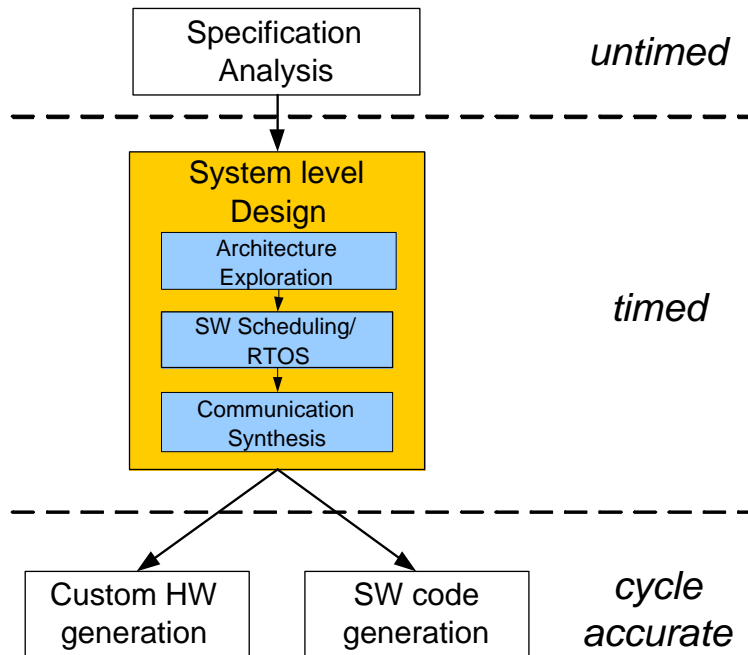 Specification
Analysis
untimed
System level
Design
Architecture
Exploration
SW Scheduling/
RTOS
Communication
Synthesis
timed
Custom HW
generation
SW code
generation
cycle
accurate